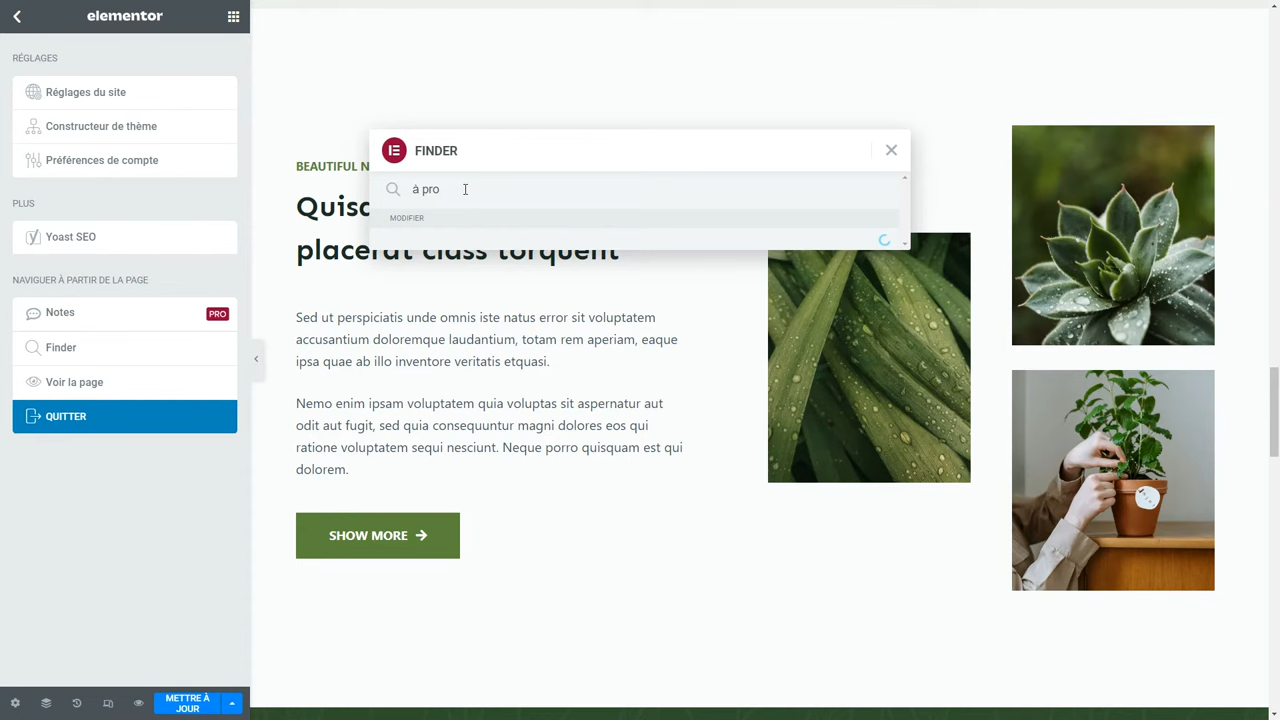 elementor
RÉGLAGES
Réglages du site
Constructeur de thème
Préférences de compte
PLUS
Yoast SEO
NAVIGUER À PARTIR DE LA PAGE
Notes PRO
Finder
Voir la page
QUITTER
METTRE À
JOUR
FINDER
à pro
MODIFIER
BEAUTIFUL
placerat class torquent
Sed ut perspiciatis unde omnis iste natus error sit voluptatem
accusantium doloremque laudantium, totam rem aperiam, eaque
ipsa quae ab illo inventore veritatis etquasi.
Nemo enim ipsam voluptatem quia voluptas sit aspernatur aut
odit aut fugit, sed quia consequuntur magni dolores eos qui
ratione voluptatem sequi nesciunt. Neque porro quisquam est qui
dolorem.
SHOW MORE